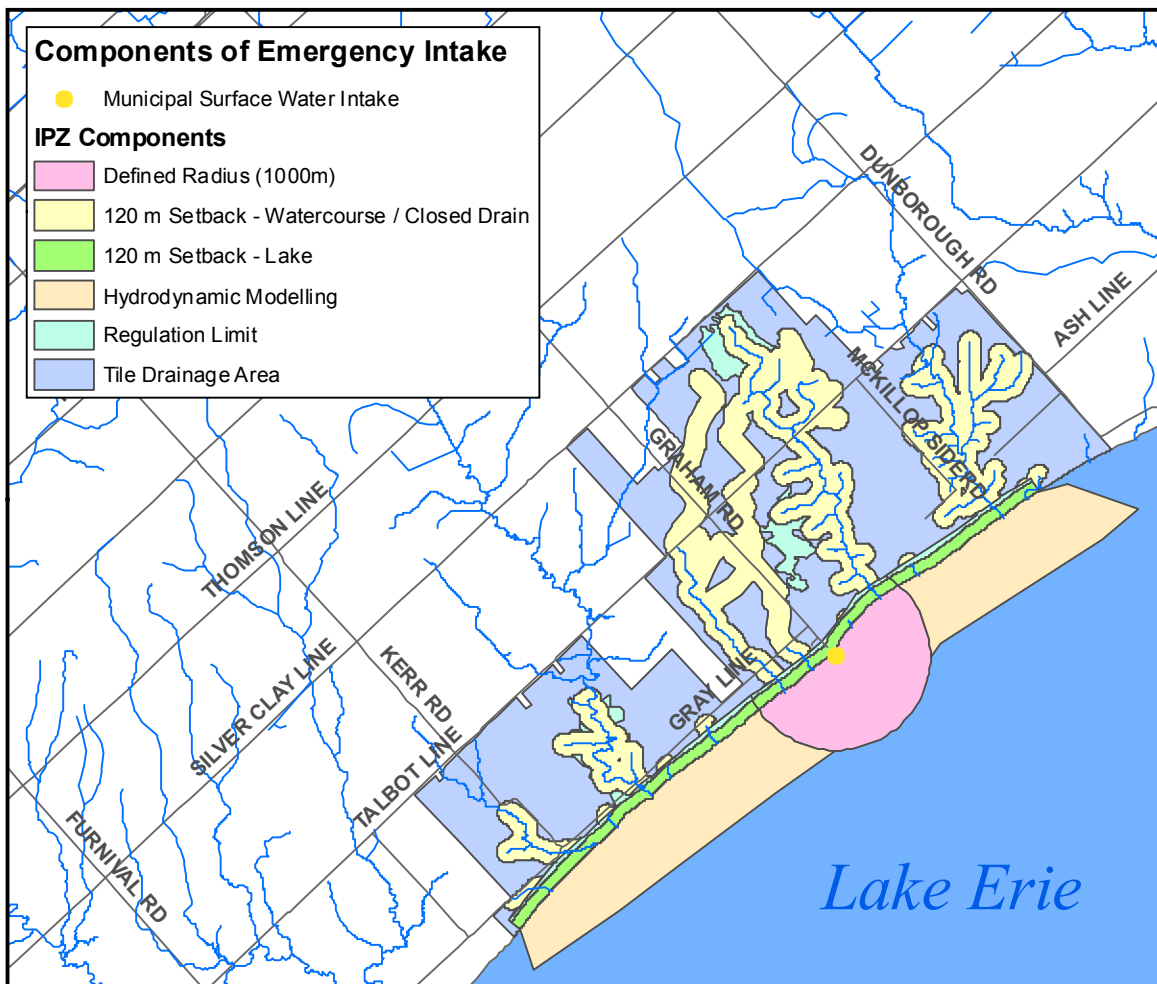 Components of Emergency Intake
Municipal Surface Water Intake
IPZ Components
Defined Radius (1000m)
120 m Setback - Watercourse / Closed Drain
120 m Setback - Lake
Hydrodynamic Modelling
Regulation Limit
Tile Drainage Area
DUNBOROUGH RD
ASH LINE
MCKILLOP SIDERD
GRAHAM RD
THOMSON LINE
SILVER CLAY LINE
KERR RD
GRAY LINE
TALBOT LINE
FURNIVAL RD
Lake Erie